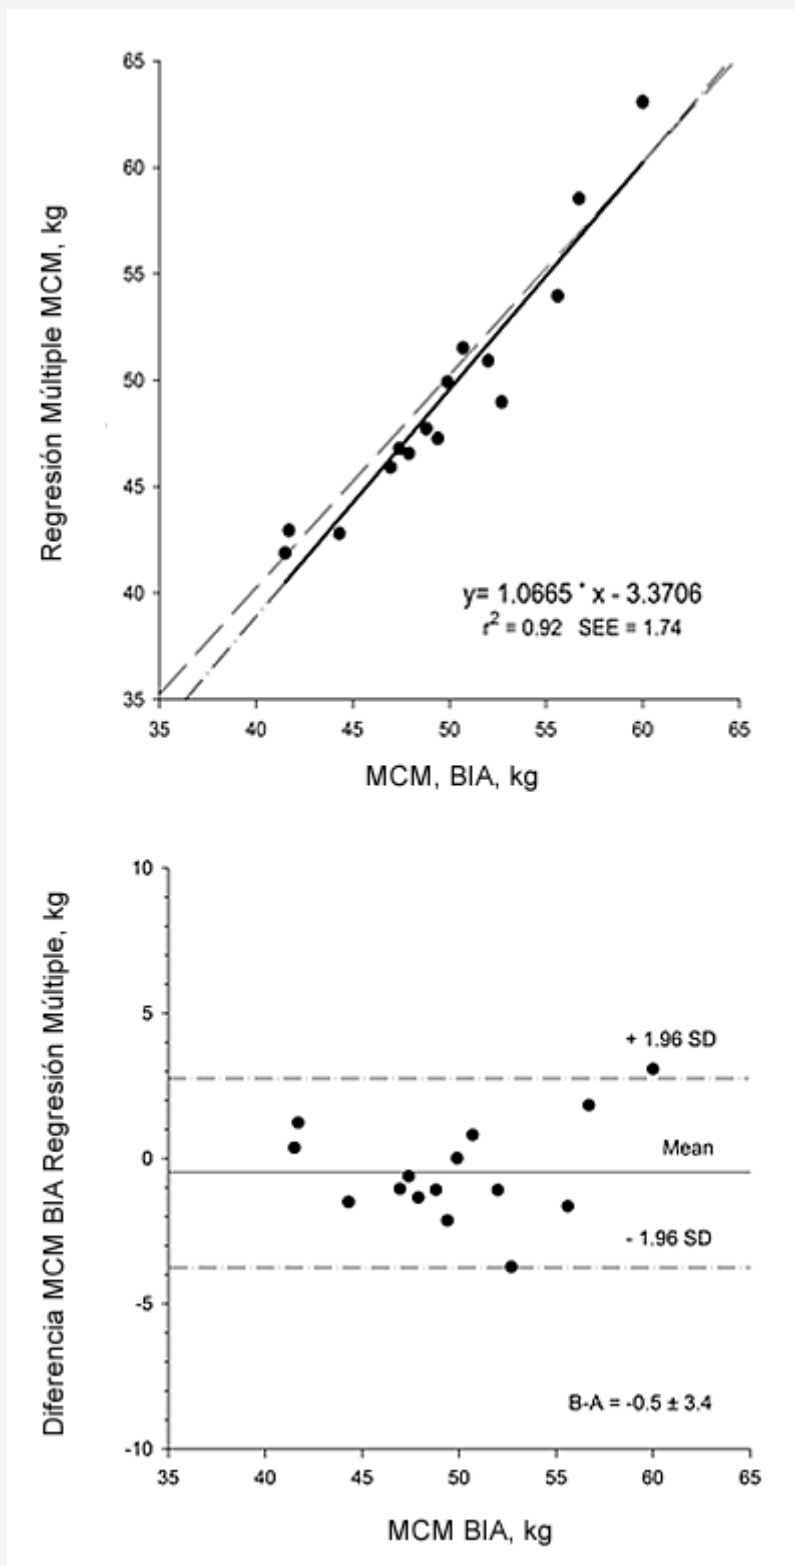 Regresión Múltiple MCM, kg
65
60
55
50
45
40
35
y= 1.0665 * x - 3.3706
r² = 0.92 SEE = 1.74
35 40 45 50 55 60 65
MCM, BIA, kg
Diferencia MCM BIA Regresión Múltiple, kg
10
5
0
-5
-10
+ 1.96 SD
Mean
- 1.96 SD
B-A = -0.5 ± 3.4
35 40 45 50 55 60 65
MCM BIA, kg